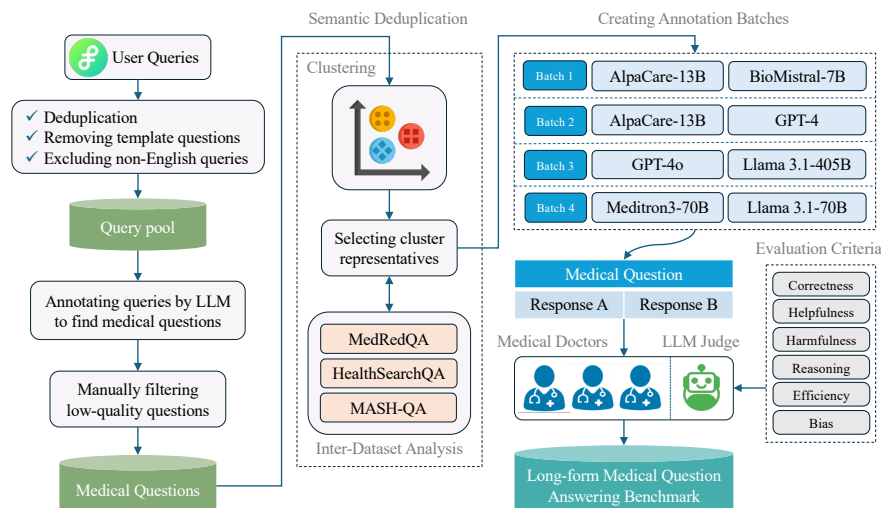 User Queries
✓ Deduplication
✓ Removing template questions
✓ Excluding non-English queries
Query pool
Annotating queries by LLM
to find medical questions
Manually filtering
low-quality questions
Medical Questions
Semantic Deduplication
Clustering
Selecting cluster
representatives
MedRedQA
HealthSearchQA
MASH-QA
Inter-Dataset Analysis
Creating Annotation Batches
Batch 1 AlpaCare-13B BioMistral-7B
Batch 2 AlpaCare-13B GPT-4
Batch 3 GPT-4o Llama 3.1-405B
Batch 4 Meditron3-70B Llama 3.1-70B
Medical Question
Response A Response B
Medical Doctors LLM Judge
Evaluation Criteria
Correctness
Helpfulness
Harmfulness
Reasoning
Efficiency
Bias
Long-form Medical Question
Answering Benchmark